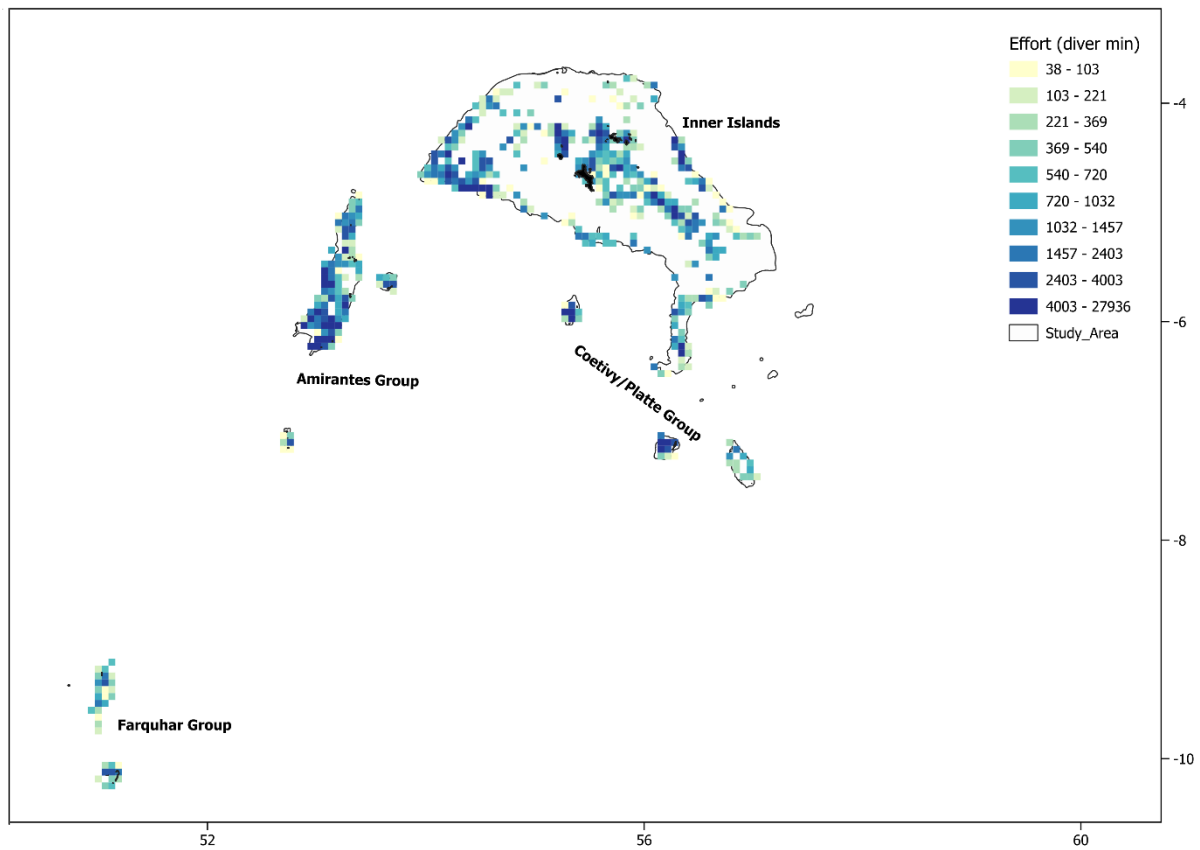 Effort (diver min)
38 - 103
103 - 221
221 - 369
369 - 540
540 - 720
720 - 1032
1032 - 1457
1457 - 2403
2403 - 4003
4003 - 27936
Study_Area
Inner Islands
Amirantes Group
Coetivy/Platte Group
Farquhar Group
-4
-6
-8
-10
52
56
60